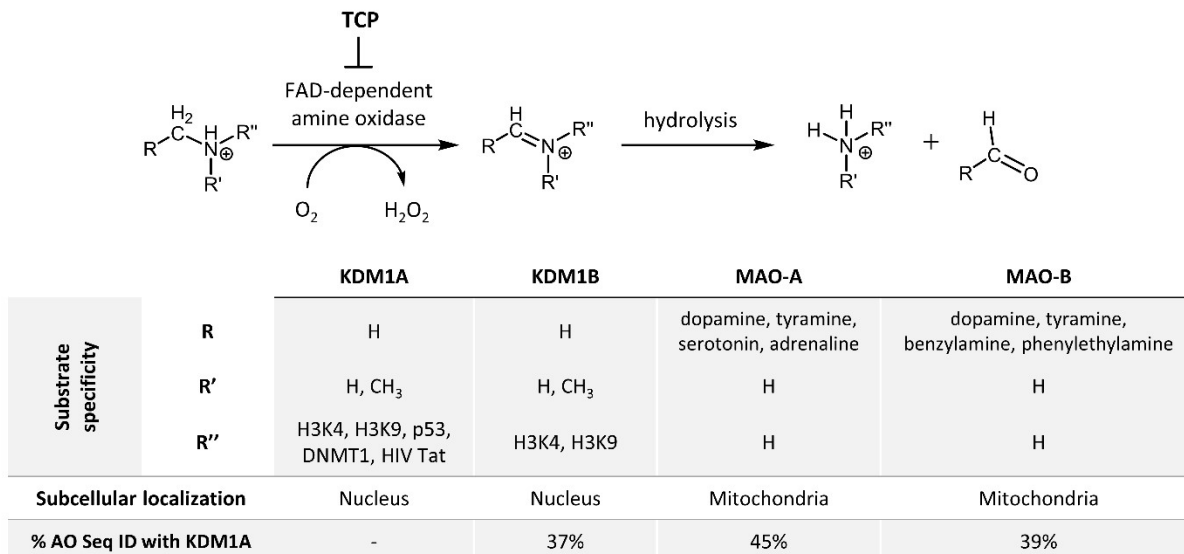 TCP
FAD-dependent
amine oxidase
H₂
R C H R''
N ⊕
R'
O₂ H₂O₂
H
R C N R''
⊕
R'
hydrolysis
H
H N R''
⊕
R'
+
H
R C O
KDM1A KDM1B MAO-A MAO-B
Substrate
specificity
R H H dopamine, tyramine, dopamine, tyramine,
serotonin, adrenaline benzylamine, phenylethylamine
R' H, CH₃ H, CH₃ H H
R'' H3K4, H3K9, p53, H3K4, H3K9 H H
DNMT1, HIV Tat
Subcellular localization Nucleus Nucleus Mitochondria Mitochondria
% AO Seq ID with KDM1A - 37% 45% 39%